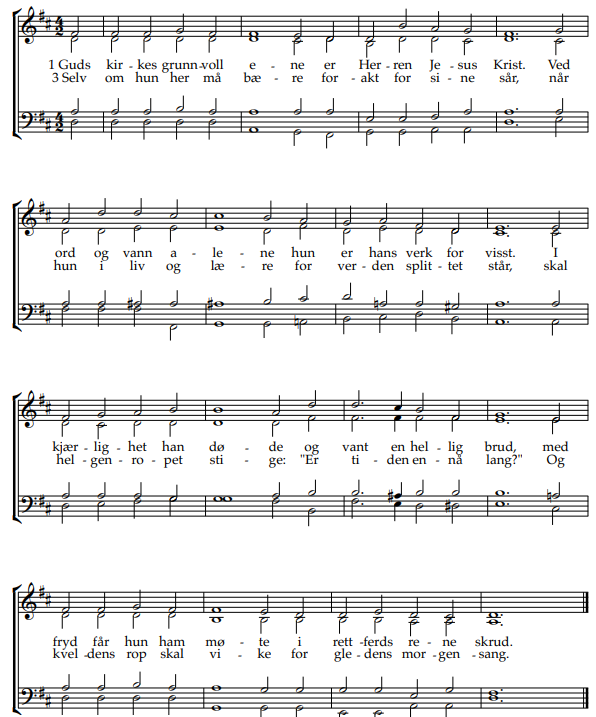 1 Guds kir - kes grunn - voll e - ne er Her - ren Je - sus Krist. Ved
3 Selv om hun her må bæ - re for - akt for si - ne sår, når
ord og vann a - le - ne hun er hans verk for visst. I
hun i liv og læ - re for ver - den split - tet står, skal
kjær - lig - het han dø - de og vant en hel - lig brud, med
hel - gen - ro - pet sti - ge: "Er ti - den en - nå lang?" Og
fryd får hun ham mø - te i rett - ferds re - ne skrud.
kvel - dens rop skal vi - ke for gle - dens mor - gen - sang.